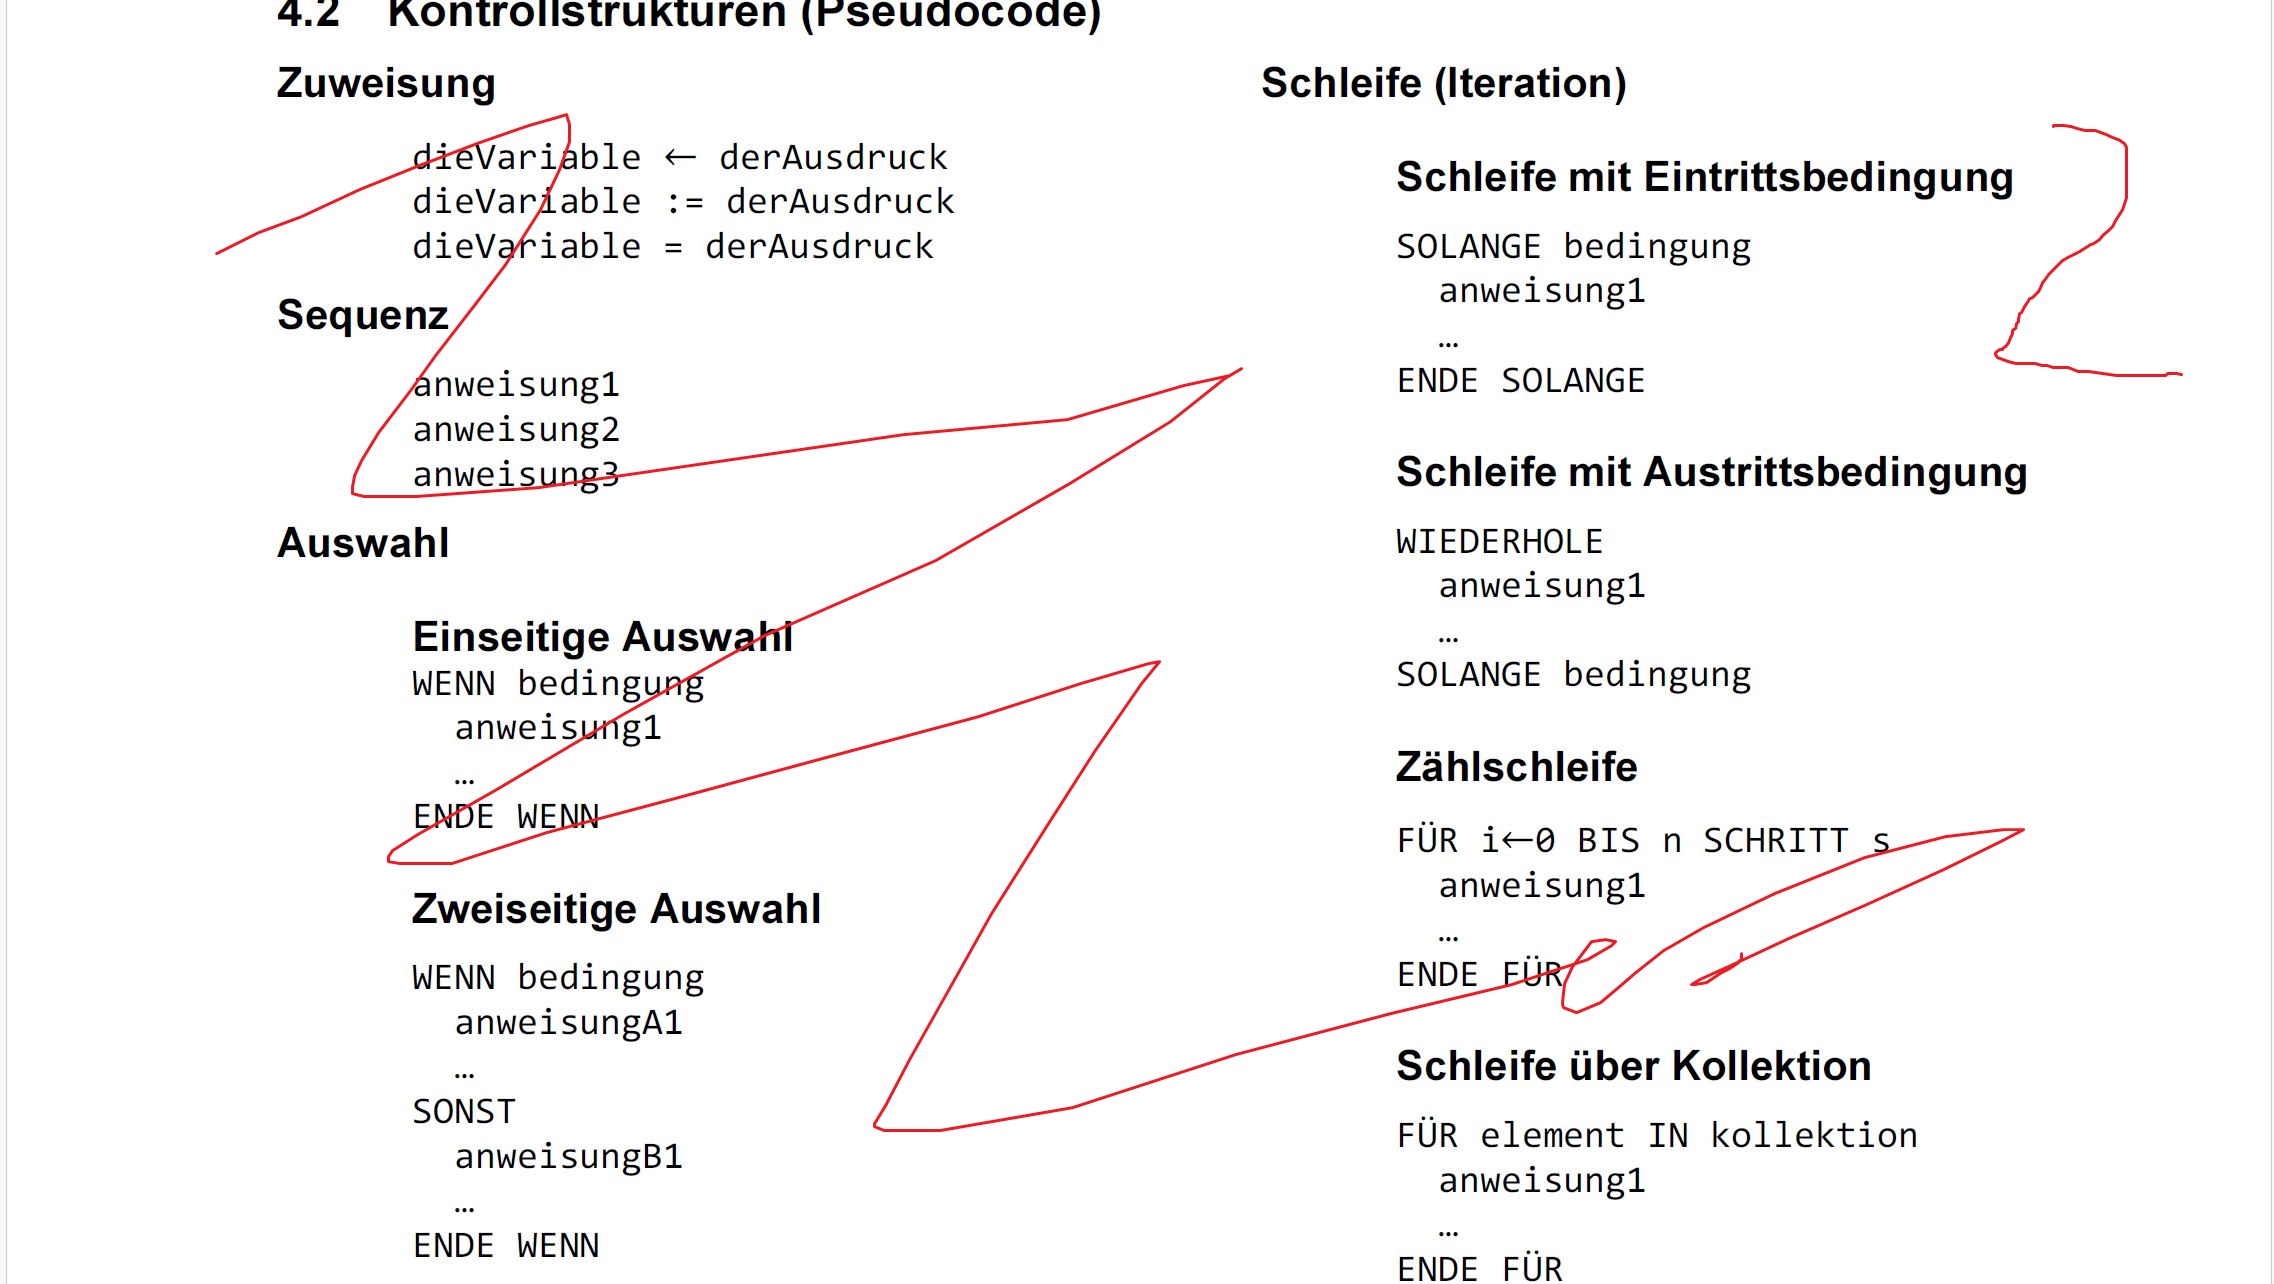 4.2 Kontrollstrukturen (Pseudocode)
Zuweisung
dieVariable ← derAusdruck
dieVariable := derAusdruck
dieVariable = derAusdruck
Sequenz
anweisung1
anweisung2
anweisung3
Auswahl
Einseitige Auswahl
WENN bedingung
anweisung1
…
ENDE WENN
Zweiseitige Auswahl
WENN bedingung
anweisungA1
…
SONST
anweisungB1
…
ENDE WENN
Schleife (Iteration)
Schleife mit Eintrittsbedingung
SOLANGE bedingung
anweisung1
…
ENDE SOLANGE
Schleife mit Austrittsbedingung
WIEDERHOLE
anweisung1
…
SOLANGE bedingung
Zählschleife
FÜR i←0 BIS n SCHRITT s
anweisung1
…
ENDE FÜR
Schleife über Kollektion
FÜR element IN kollektion
anweisung1
…
ENDE FÜR